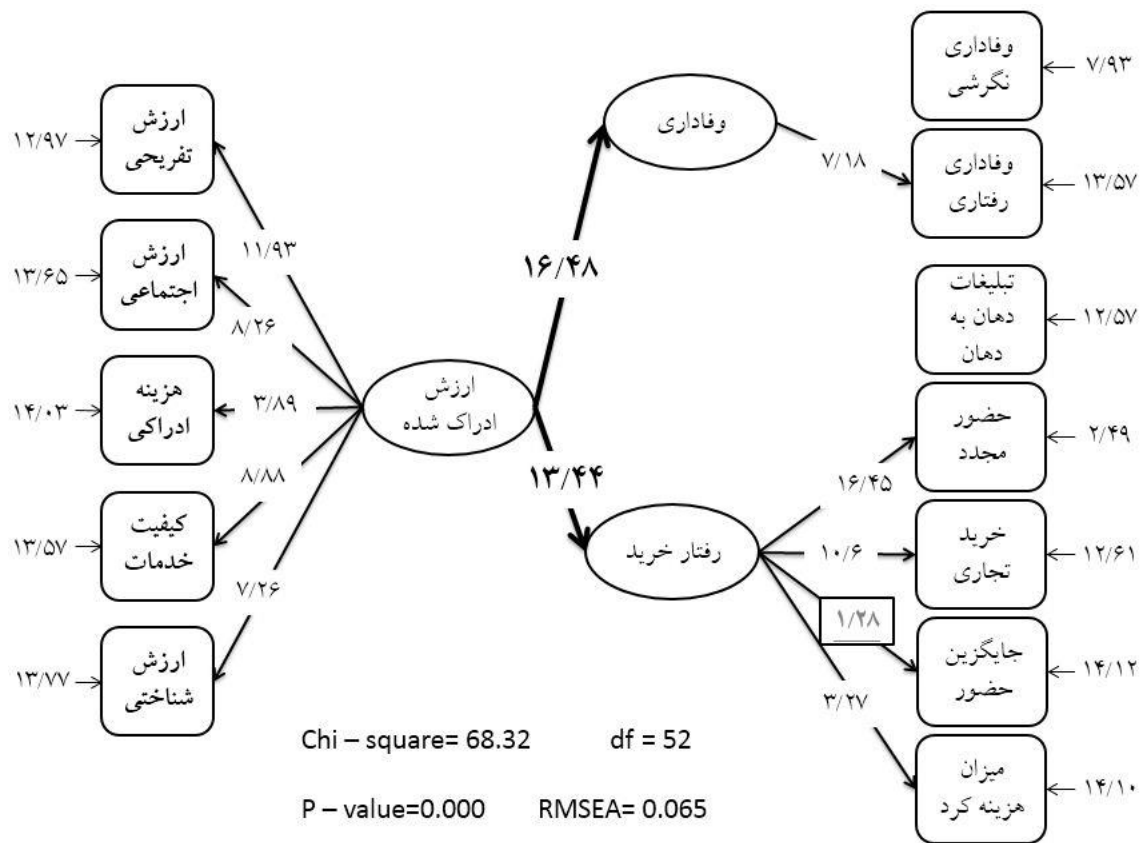 وفاداری
نگرشی
۷/۹۳
ارزش
تفریحی
۱۲/۹۷
وفاداری
۷/۱۸
وفاداری
رفتاری
۱۳/۵۷
۱۱/۹۳
ارزش
اجتماعی
۱۳/۶۵
۸/۲۶
۱۶/۴۸
تبلیغات
دهان به
دهان
۱۲/۵۷
هزینه
ادراکی
۱۴/۰۳
۳/۸۹
ارزش
ادراک شده
حضور
مجدد
۲/۴۹
۱۳/۴۴
۱۶/۴۵
۸/۸۸
کیفیت
خدمات
۱۳/۵۷
رفتار خرید
۱۰/۶
خرید
تجاری
۱۲/۶۱
۷/۲۶
۱/۲۸
ارزش
شناختی
۱۳/۷۷
جایگزین
حضور
۱۴/۱۲
۳/۲۷
میزان
هزینه کرد
۱۴/۱۰
Chi – square= 68.32 df = 52
P – value=0.000 RMSEA= 0.065